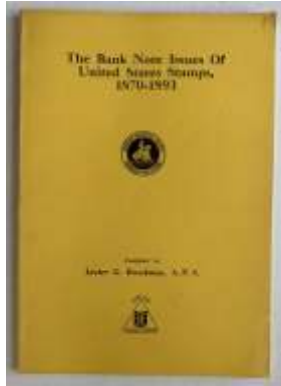 The Bank Note Issues Of
United States Stamps,
1870-1893
Lester G. Brookman, A.P.S.